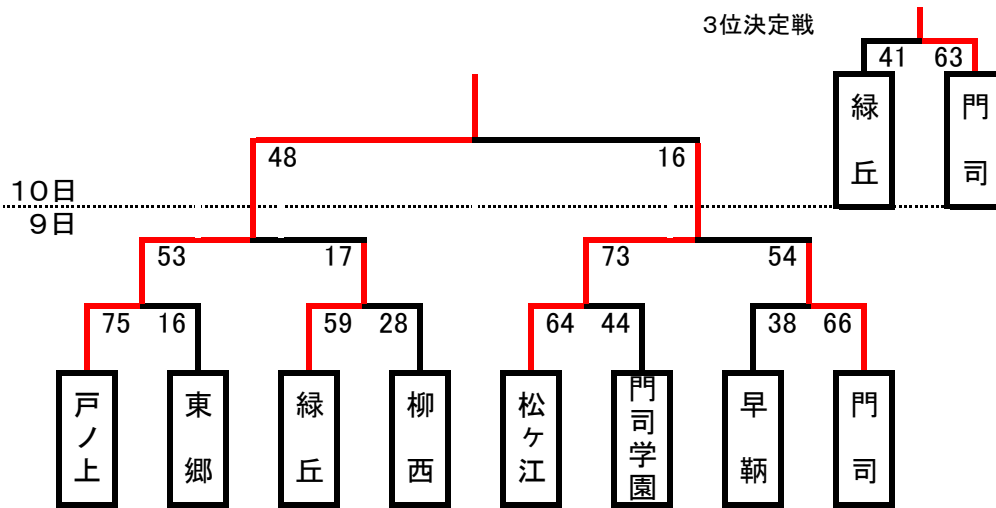 3位決定戦
41 63
緑丘
門司
48 16
10日
9日
53 17 73 54
75 16 59 28 64 44 38 66
戸ノ上
東郷
緑丘
柳西
松ヶ江
門司学園
早鞆
門司